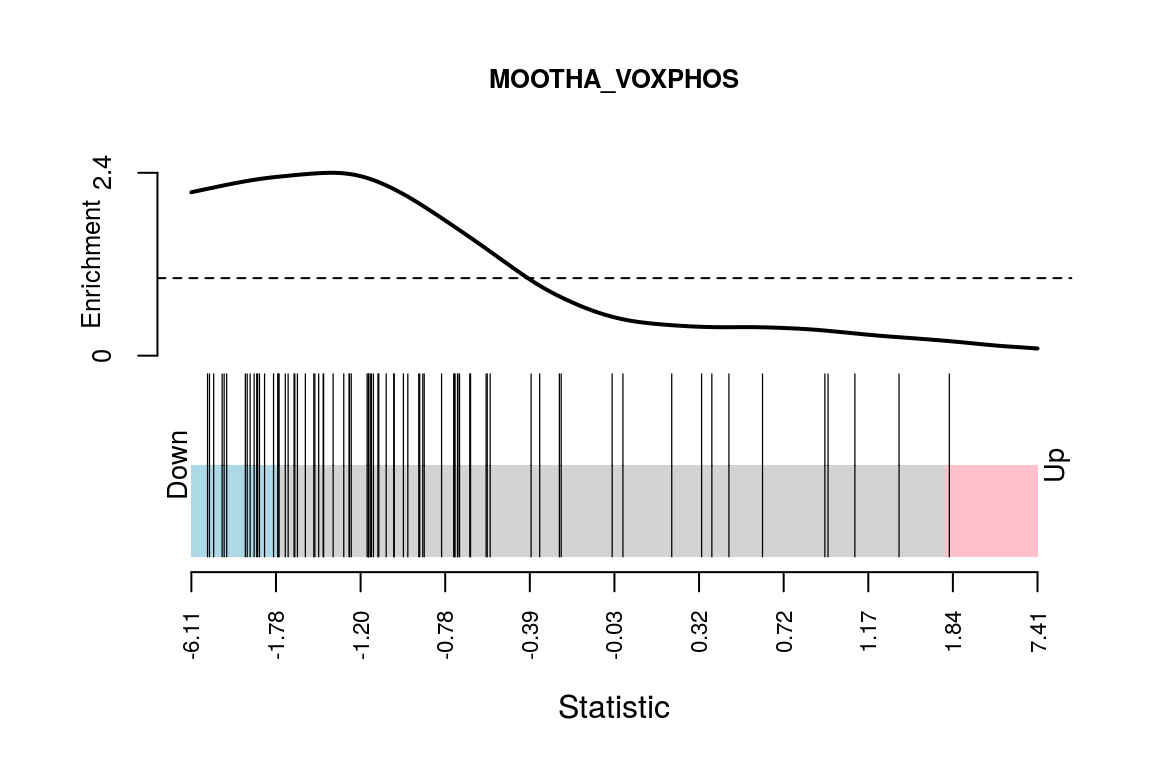 MOOTHA_VOXPHOS
Enrichment
2.4
0
Down
Up
-6.11
-1.78
-1.20
-0.78
-0.39
-0.03
0.32
0.72
1.17
1.84
7.41
Statistic